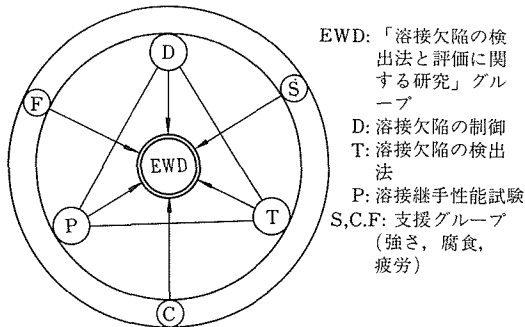 D
F
S
EWD
P
T
C
EWD: 「溶接欠陥の検
出法と評価に関
する研究」グル
ープ
D: 溶接欠陥の制御
T: 溶接欠陥の検出
法
P: 溶接継手性能試験
S,C.F: 支援グループ
(強さ, 腐食,
疲労)